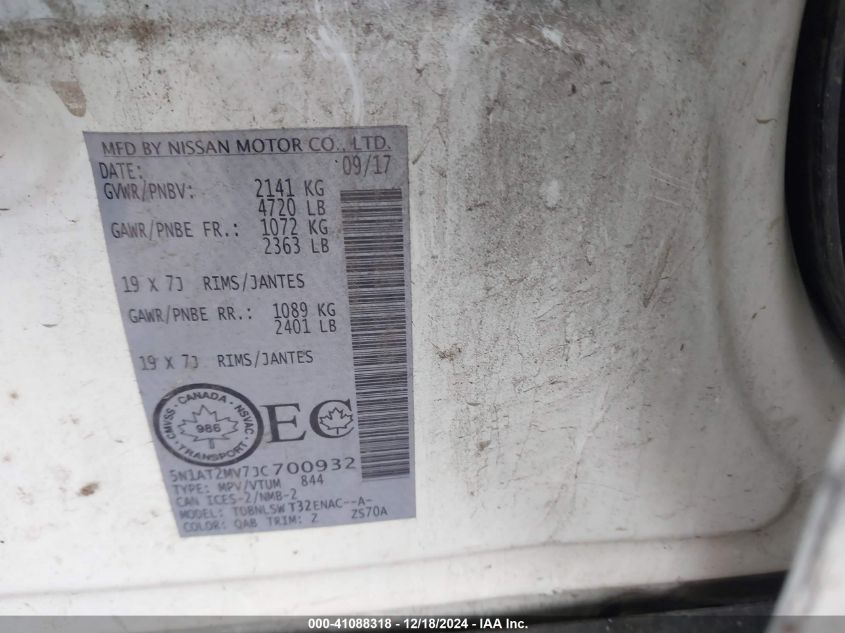 MFD BY NISSAN MOTOR CO., LTD.
DATE: 09/17
GVWR/PNBV: 2141 KG
4720 LB
GAWR/PNBE FR.: 1072 KG
2363 LB
19 X 7J RIMS/JANTES
GAWR/PNBE RR.: 1089 KG
2401 LB
19 X 7J RIMS/JANTES
CMVSS - CANADA - NSVAC
986
TRANSPORT
EC
5N1AT2MV7JC700932
TYPE: MPV/VTUM 844
CAN ICES-2/NMB-2
MODEL: TDBNLSWT32ENAC--A-
COLOR: QAB TRIM: Z ZS70A
000-41088318 - 12/18/2024 - IAA Inc.